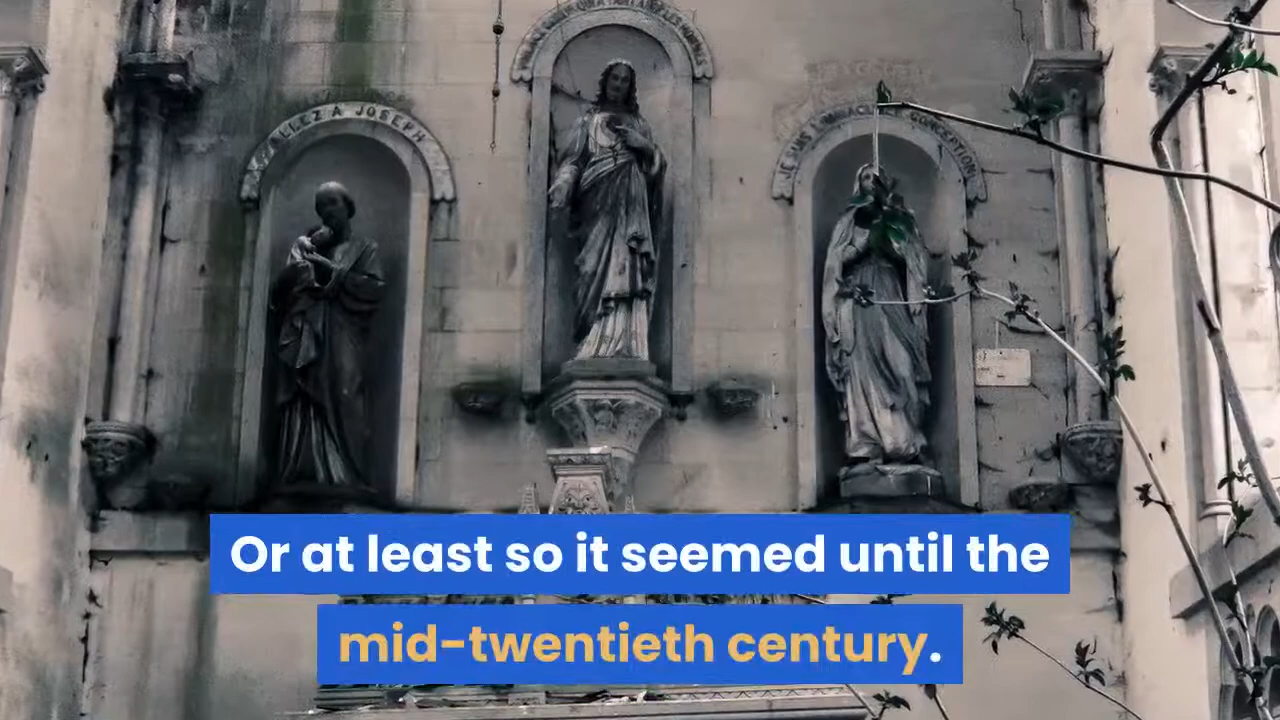 ALLEZ A JOSEPH
JE SUIS L'IMMACULEE CONCEPTION
Or at least so it seemed until the
mid-twentieth century.